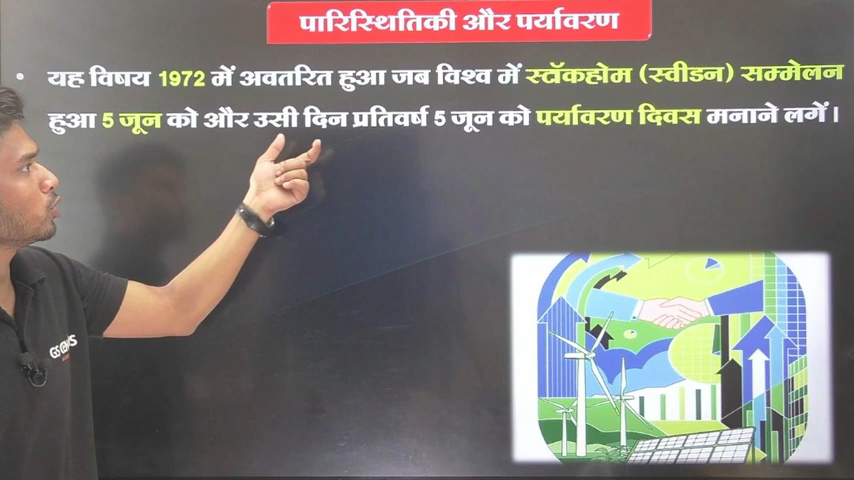 पारिस्थितिकी और पर्यावरण
• यह विषय 1972 में अवतरित हुआ जब विश्व में स्टॉकहोम (स्वीडन) सम्मेलन
हुआ 5 जून को और उसी दिन प्रतिवर्ष 5 जून को पर्यावरण दिवस मनाने लगें।